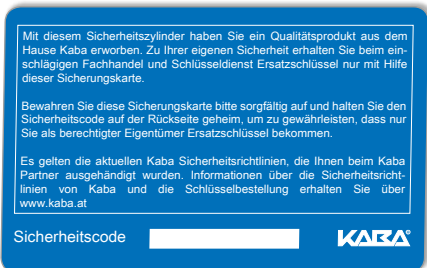 Mit diesem Sicherheitszylinder haben Sie ein Qualitätsprodukt aus dem
Hause Kaba erworben. Zu Ihrer eigenen Sicherheit erhalten Sie beim ein-
schlägigen Fachhandel und Schlüsseldienst Ersatzschlüssel nur mit Hilfe
dieser Sicherungskarte.
Bewahren Sie diese Sicherungskarte bitte sorgfältig auf und halten Sie den
Sicherheitscode auf der Rückseite geheim, um zu gewährleisten, dass nur
Sie als berechtigter Eigentümer Ersatzschlüssel bekommen.
Es gelten die aktuellen Kaba Sicherheitsrichtlinien, die Ihnen beim Kaba
Partner ausgehändigt wurden. Informationen über die Sicherheitsricht-
linien von Kaba und die Schlüsselbestellung erhalten Sie über
www.kaba.at
Sicherheitscode
KABA®